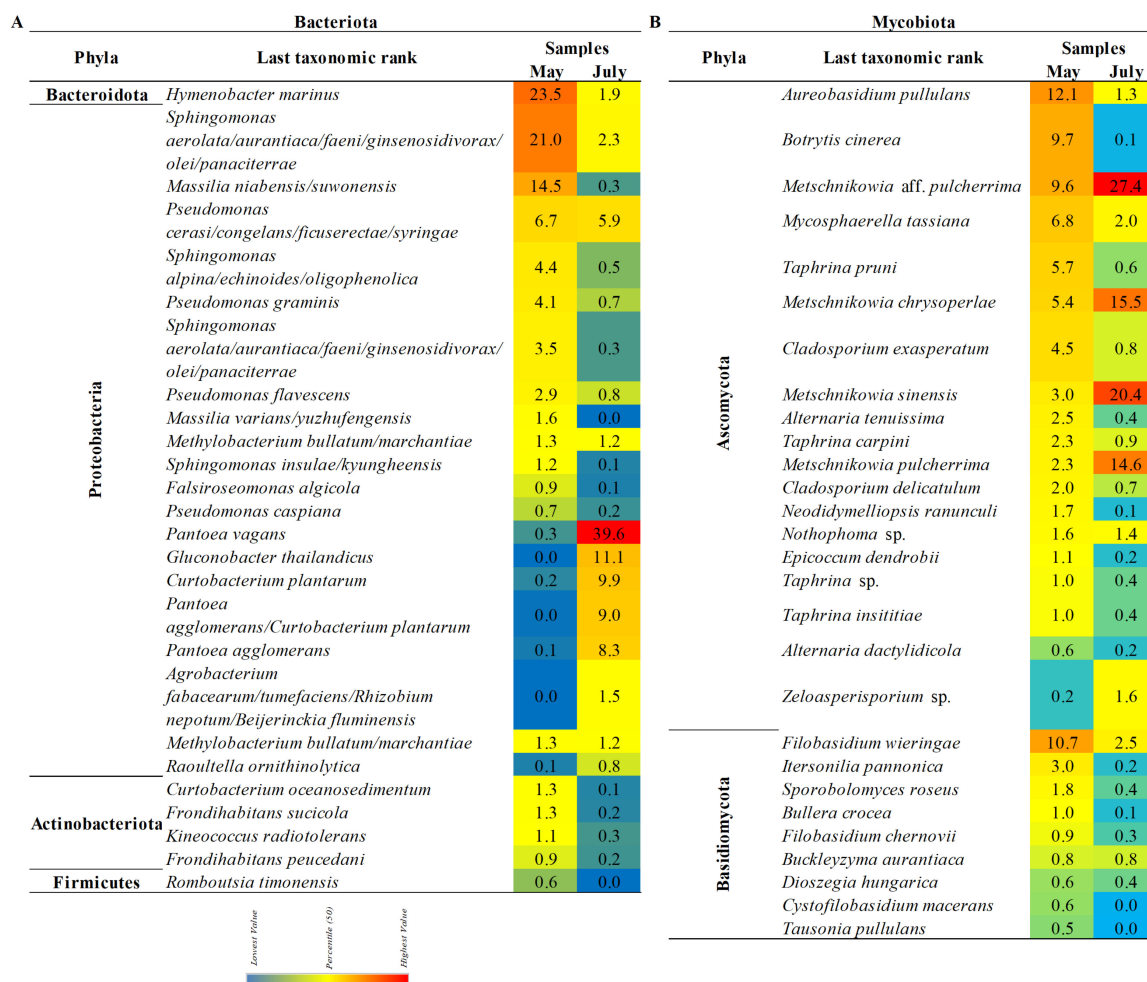 A Bacteriota
Phyla Last taxonomic rank Samples
May July
Bacteroidota Hymenobacter marinus 23.5 1.9
Proteobacteria
Sphingomonas
aerolata/aurantiaca/faeni/ginsenosidivorax/ 21.0 2.3
olei/panaciterrae
Massilia niabensis/suwonensis 14.5 0.3
Pseudomonas
cerasi/congelans/ficuserectae/syringae 6.7 5.9
Sphingomonas
alpina/echinoides/oligophenolica 4.4 0.5
Pseudomonas graminis 4.1 0.7
Sphingomonas
aerolata/aurantiaca/faeni/ginsenosidivorax/ 3.5 0.3
olei/panaciterrae
Pseudomonas flavescens 2.9 0.8
Massilia varians/yuzhufengensis 1.6 0.0
Methylobacterium bullatum/marchantiae 1.3 1.2
Sphingomonas insulae/kyungheensis 1.2 0.1
Falsiroseomonas algicola 0.9 0.1
Pseudomonas caspiana 0.7 0.2
Pantoea vagans 0.3 39.6
Gluconobacter thailandicus 0.0 11.1
Curtobacterium plantarum 0.2 9.9
Pantoea
agglomerans/Curtobacterium plantarum 0.0 9.0
Pantoea agglomerans 0.1 8.3
Agrobacterium
fabacearum/tumefaciens/Rhizobium 0.0 1.5
nepotum/Beijerinckia fluminensis
Methylobacterium bullatum/marchantiae 1.3 1.2
Raoultella ornithinolytica 0.1 0.8
Actinobacteriota
Curtobacterium oceanosedimentum 1.3 0.1
Frondihabitans sucicola 1.3 0.2
Kineococcus radiotolerans 1.1 0.3
Frondihabitans peucedani 0.9 0.2
Firmicutes Romboutsia timonensis 0.6 0.0
Lowest Value
Percentile (50)
Highest Value
B Mycobiota
Phyla Last taxonomic rank Samples
May July
Ascomycota
Aureobasidium pullulans 12.1 1.3
Botrytis cinerea 9.7 0.1
Metschnikowia aff. pulcherrima 9.6 27.4
Mycosphaerella tassiana 6.8 2.0
Taphrina pruni 5.7 0.6
Metschnikowia chrysoperlae 5.4 15.5
Cladosporium exasperatum 4.5 0.8
Metschnikowia sinensis 3.0 20.4
Alternaria tenuissima 2.5 0.4
Taphrina carpini 2.3 0.9
Metschnikowia pulcherrima 2.3 14.6
Cladosporium delicatulum 2.0 0.7
Neodidymelliopsis ranunculi 1.7 0.1
Nothophoma sp. 1.6 1.4
Epicoccum dendrobii 1.1 0.2
Taphrina sp. 1.0 0.4
Taphrina insititiae 1.0 0.4
Alternaria dactylidicola 0.6 0.2
Zeloasperisporium sp. 0.2 1.6
Basidiomycota
Filobasidium wieringae 10.7 2.5
Itersonilia pannonica 3.0 0.2
Sporobolomyces roseus 1.8 0.4
Bullera crocea 1.0 0.1
Filobasidium chernovii 0.9 0.3
Buckleyzyma aurantiaca 0.8 0.8
Dioszegia hungarica 0.6 0.4
Cystofilobasidium macerans 0.6 0.0
Tausonia pullulans 0.5 0.0